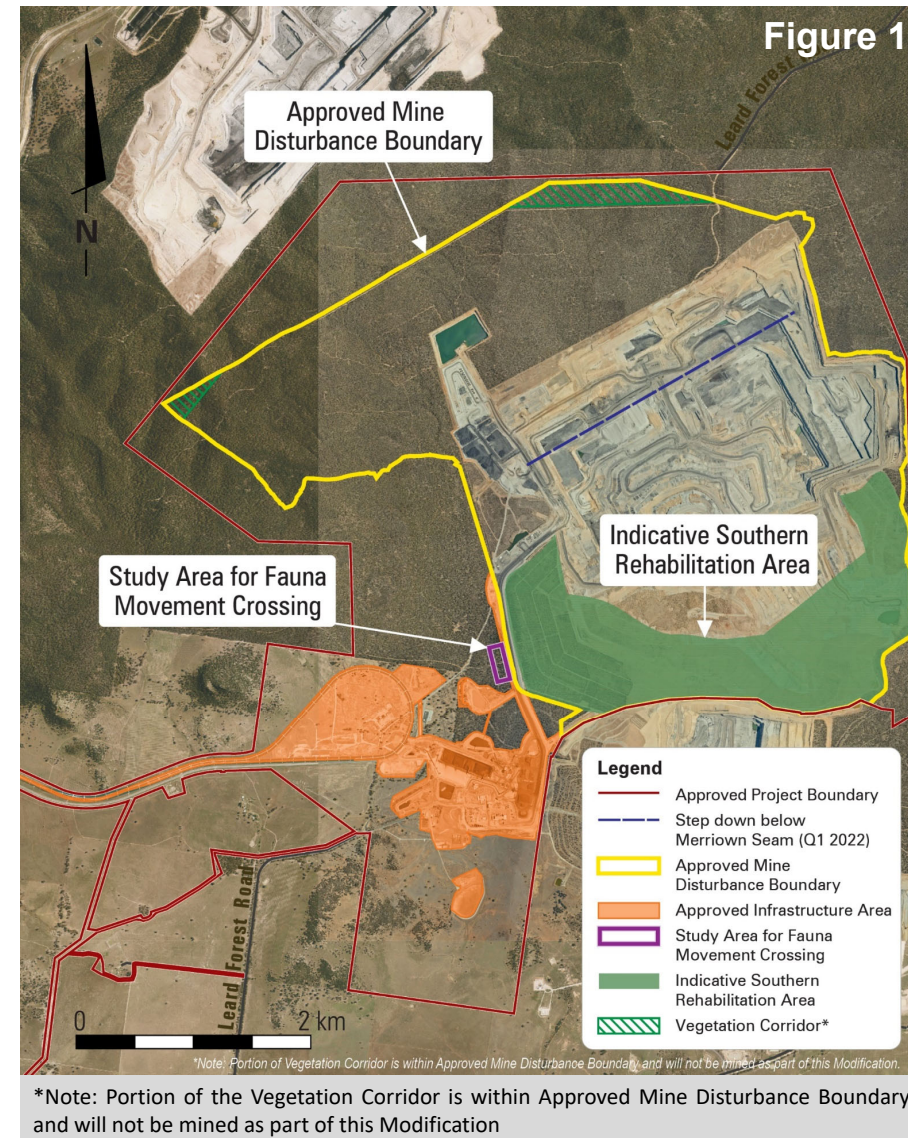 Figure 1
Leard Forest
Approved Mine
Disturbance Boundary
N
Indicative Southern
Rehabilitation Area
Study Area for Fauna
Movement Crossing
Leard Forest Road
0 2 km
Legend
Approved Project Boundary
Step down below
Merriown Seam (Q1 2022)
Approved Mine
Disturbance Boundary
Approved Infrastructure Area
Study Area for Fauna
Movement Crossing
Indicative Southern
Rehabilitation Area
Vegetation Corridor*
*Note: Portion of Vegetation Corridor is within Approved Mine Disturbance Boundary and will not be mined as part of this Modification.
*Note: Portion of the Vegetation Corridor is within Approved Mine Disturbance Boundary
and will not be mined as part of this Modification